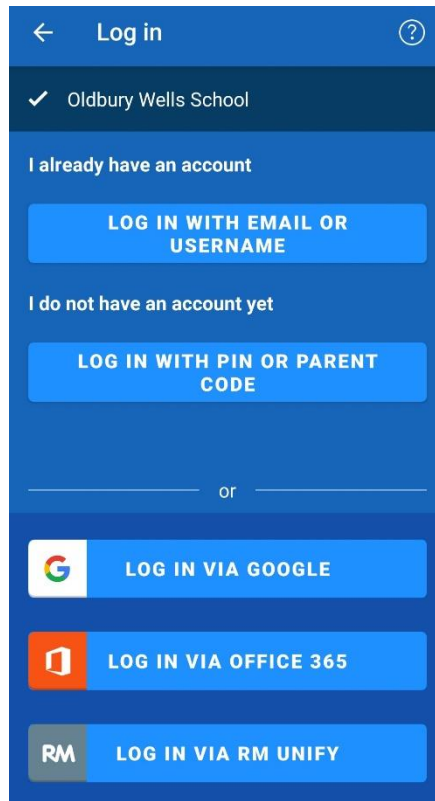 Log in
?
Oldbury Wells School
I already have an account
LOG IN WITH EMAIL OR
USERNAME
I do not have an account yet
LOG IN WITH PIN OR PARENT
CODE
or
G LOG IN VIA GOOGLE
LOG IN VIA OFFICE 365
RM LOG IN VIA RM UNIFY